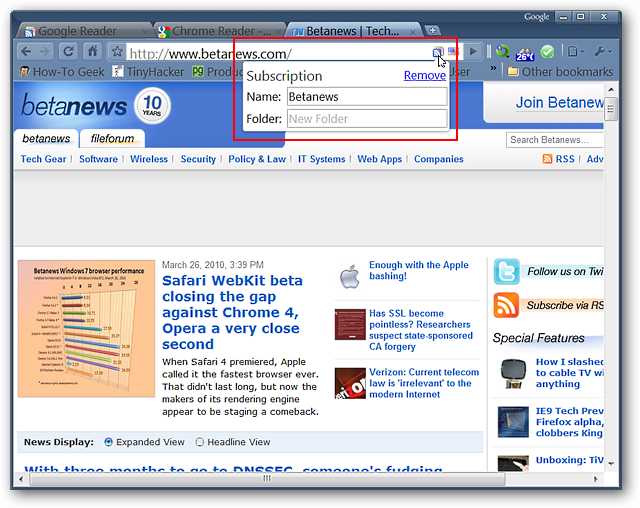 Google
Google Reader
Chrome Reader -...
Betanews | Tech...
http://www.betanews.com/
26°F
How-To Geek
TinyHacker
Produc
User
»
Other bookmarks
Subscription
Remove
Name:
Betanews
Folder:
New Folder
betanews
10
YEARS
Join Betanew
betanews
fileforum
Search Betanews...
Tech Gear | Software | Wireless | Security | Policy & Law | IT Systems | Web Apps | Companies
RSS | Adv
Betanews Windows 7 browser performance
March 26, 2010, 3:39 PM
Safari WebKit beta
closing the gap
against Chrome 4,
Opera a very close
second
When Safari 4 premiered, Apple
called it the fastest browser ever.
That didn't last long, but now the
makers of its rendering engine
appear to be staging a comeback.
Enough with the Apple
bashing!
Has SSL become
pointless? Researchers
suspect state-sponsored
CA forgery
Verizon: Current telecom
law is 'irrelevant' to the
modern Internet
Follow us on Twi
Subscribe via RS
Special Features
How I slashed
to cable TV wi
anything
IE9 Tech Prev
Firefox alpha,
clobbers King
Unboxing: TiV
News Display:
Expanded View
Headline View
With three months to go to DNSSEC, someone's fudging